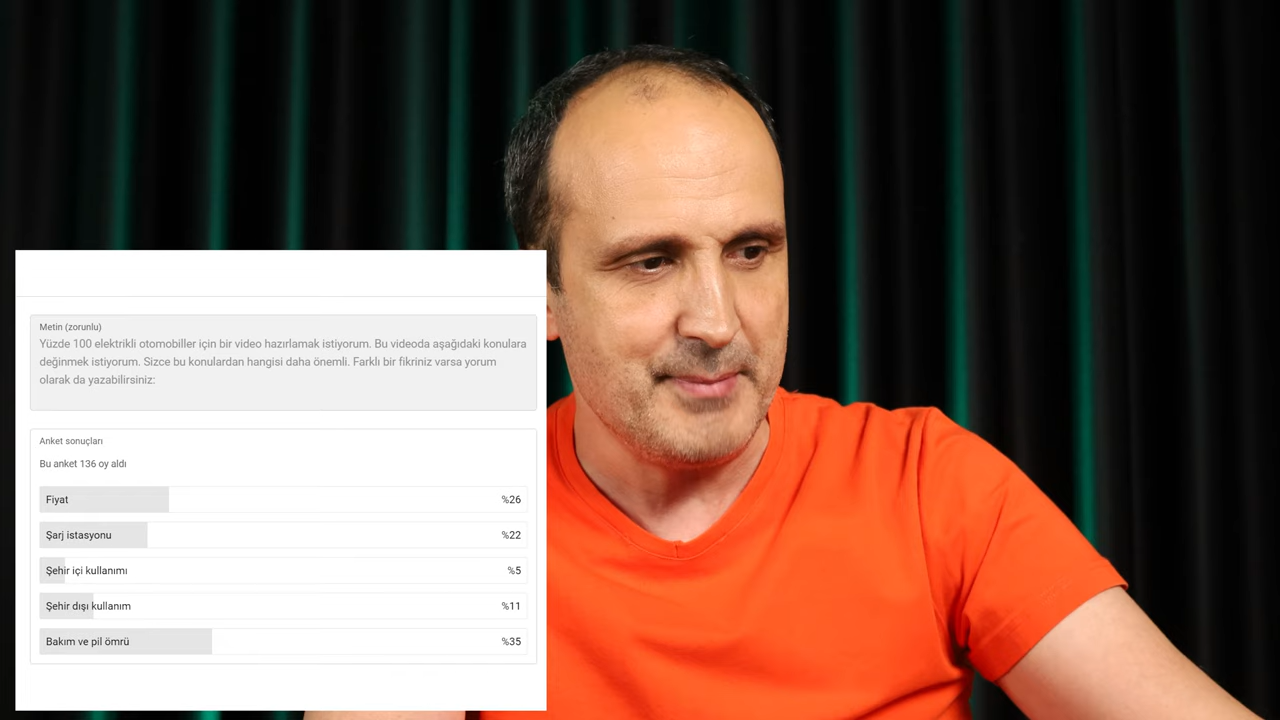 Metin (zorunlu)
Yüzde 100 elektrikli otomobiller için bir video hazırlamak istiyorum. Bu videoda aşağıdaki konulara
değinmek istiyorum. Sizce bu konulardan hangisi daha önemli. Farklı bir fikriniz varsa yorum
olarak da yazabilirsiniz:
Anket sonuçları
Bu anket 136 oy aldı
Fiyat %26
Şarj istasyonu %22
Şehir içi kullanımı %5
Şehir dışı kullanım %11
Bakım ve pil ömrü %35